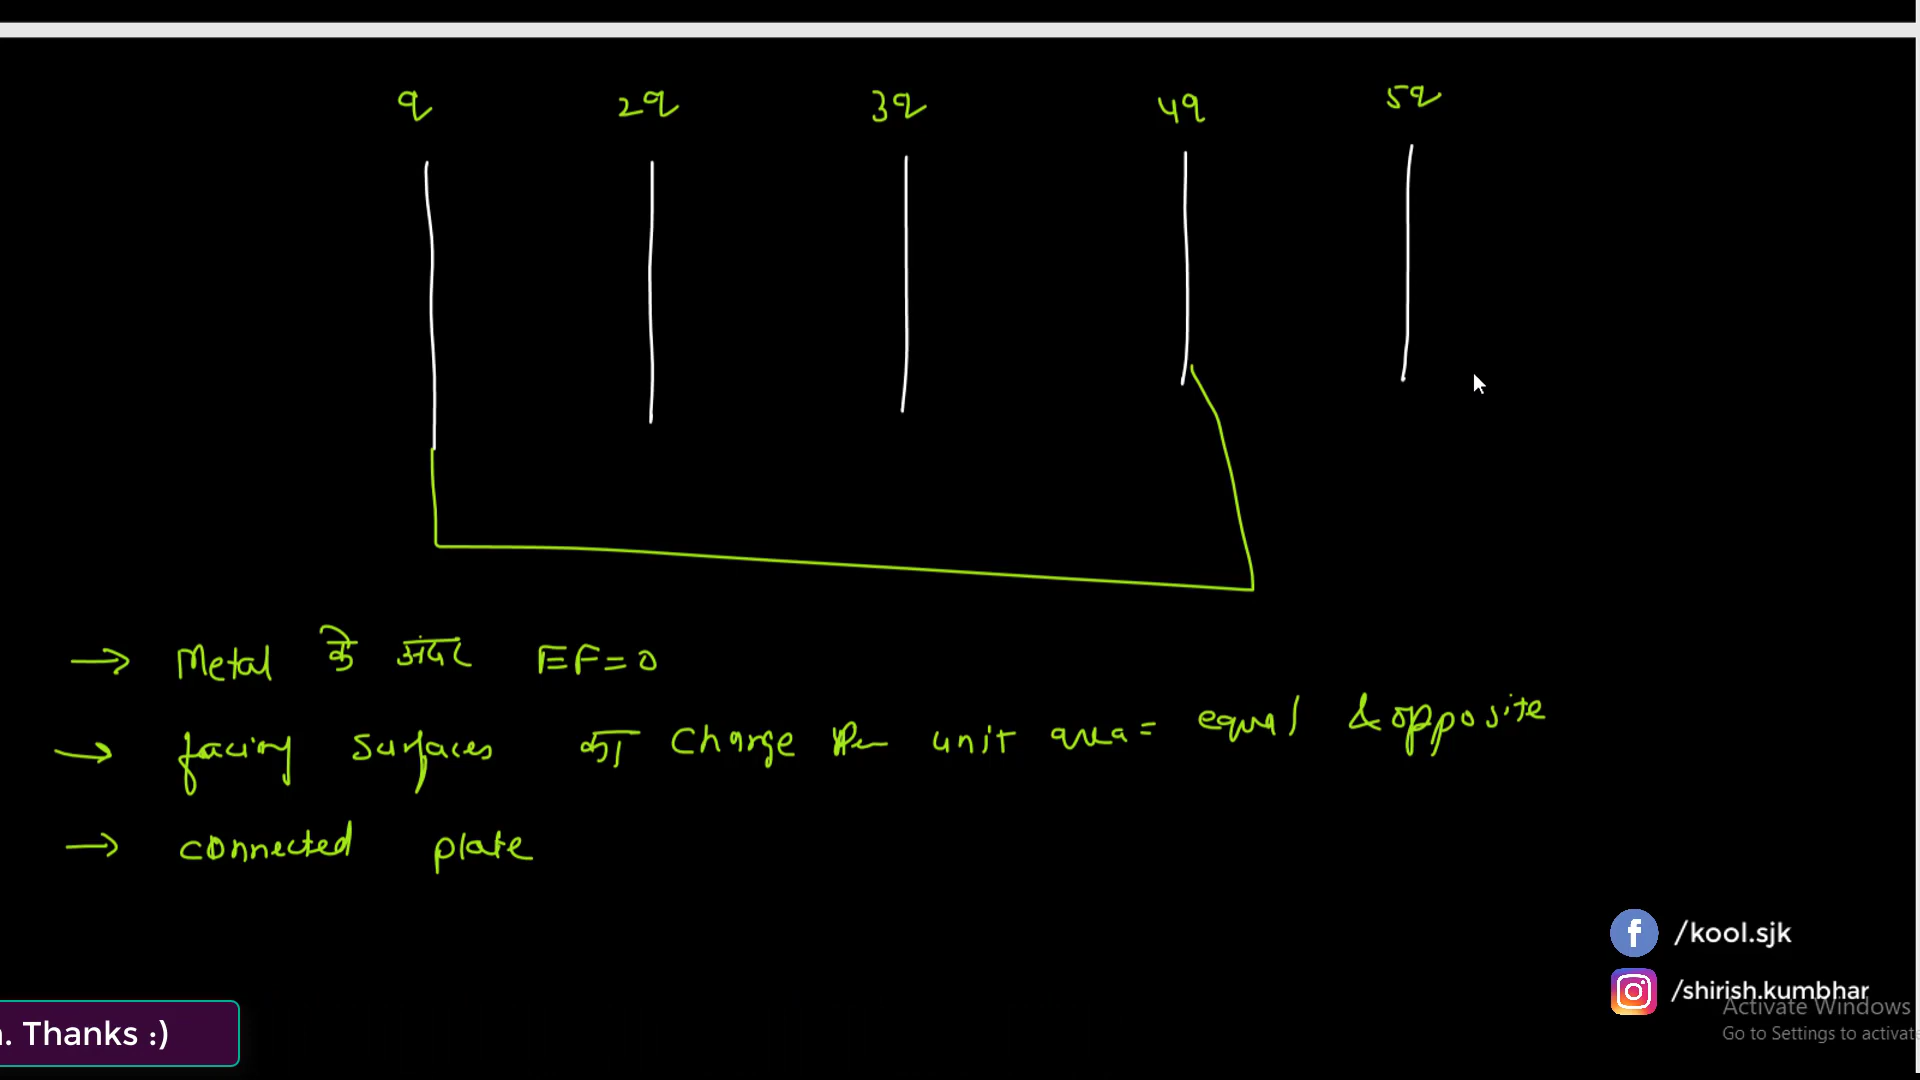 q 2q 3q 4q 5q
→ Metal के अंदर EF=0
→ facing surfaces का charge Per unit area = equal & opposite
→ connected plate
/kool.sjk
/shirish.kumbhar
Activate Windows
Go to Settings to activat
. Thanks :)